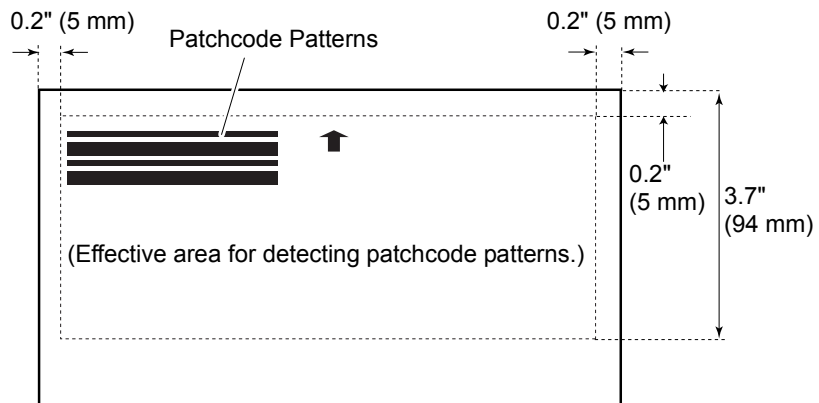 0.2" (5 mm)
0.2" (5 mm)
Patchcode Patterns
0.2"
(5 mm)
3.7"
(94 mm)
(Effective area for detecting patchcode patterns.)